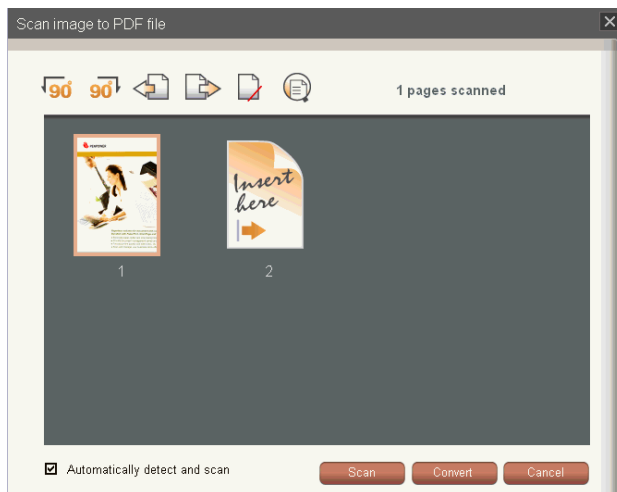 Scan image to PDF file
90° 90° 1 pages scanned
Insert
here
1 2
Automatically detect and scan
Scan Convert Cancel